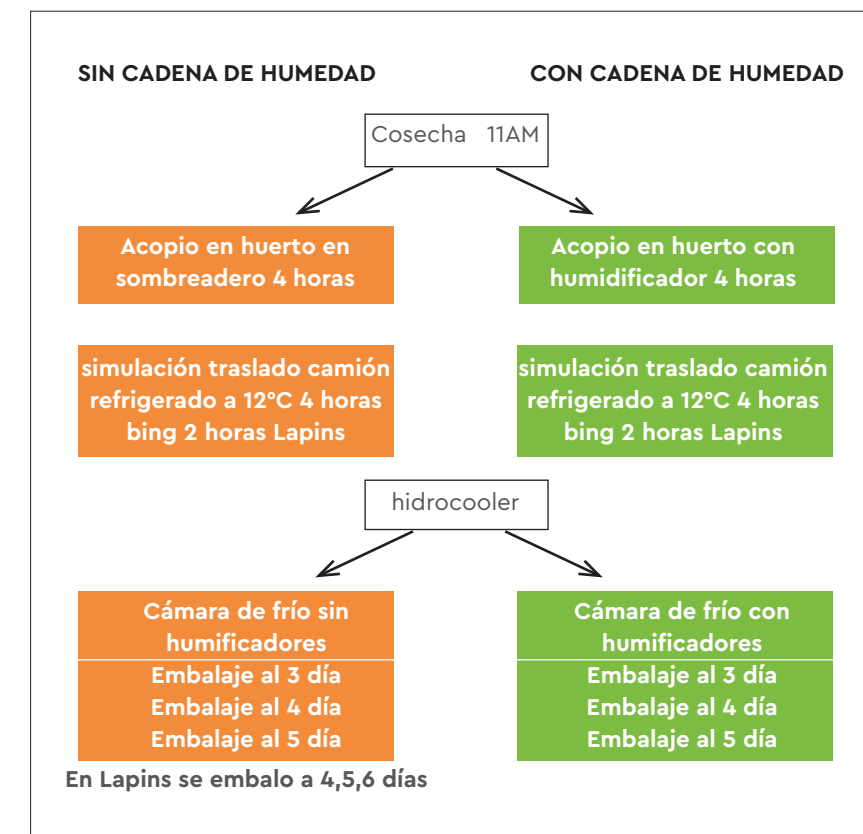 SIN CADENA DE HUMEDAD
CON CADENA DE HUMEDAD
Cosecha 11AM
Acopio en huerto en
sombreadero 4 horas
Acopio en huerto con
humidificador 4 horas
simulación traslado camión
refrigerado a 12°C 4 horas
bing 2 horas Lapins
simulación traslado camión
refrigerado a 12°C 4 horas
bing 2 horas Lapins
hidrocooler
Cámara de frío sin
humificadores
Embalaje al 3 día
Embalaje al 4 día
Embalaje al 5 día
Cámara de frío con
humificadores
Embalaje al 3 día
Embalaje al 4 día
Embalaje al 5 día
En Lapins se embalo a 4,5,6 días